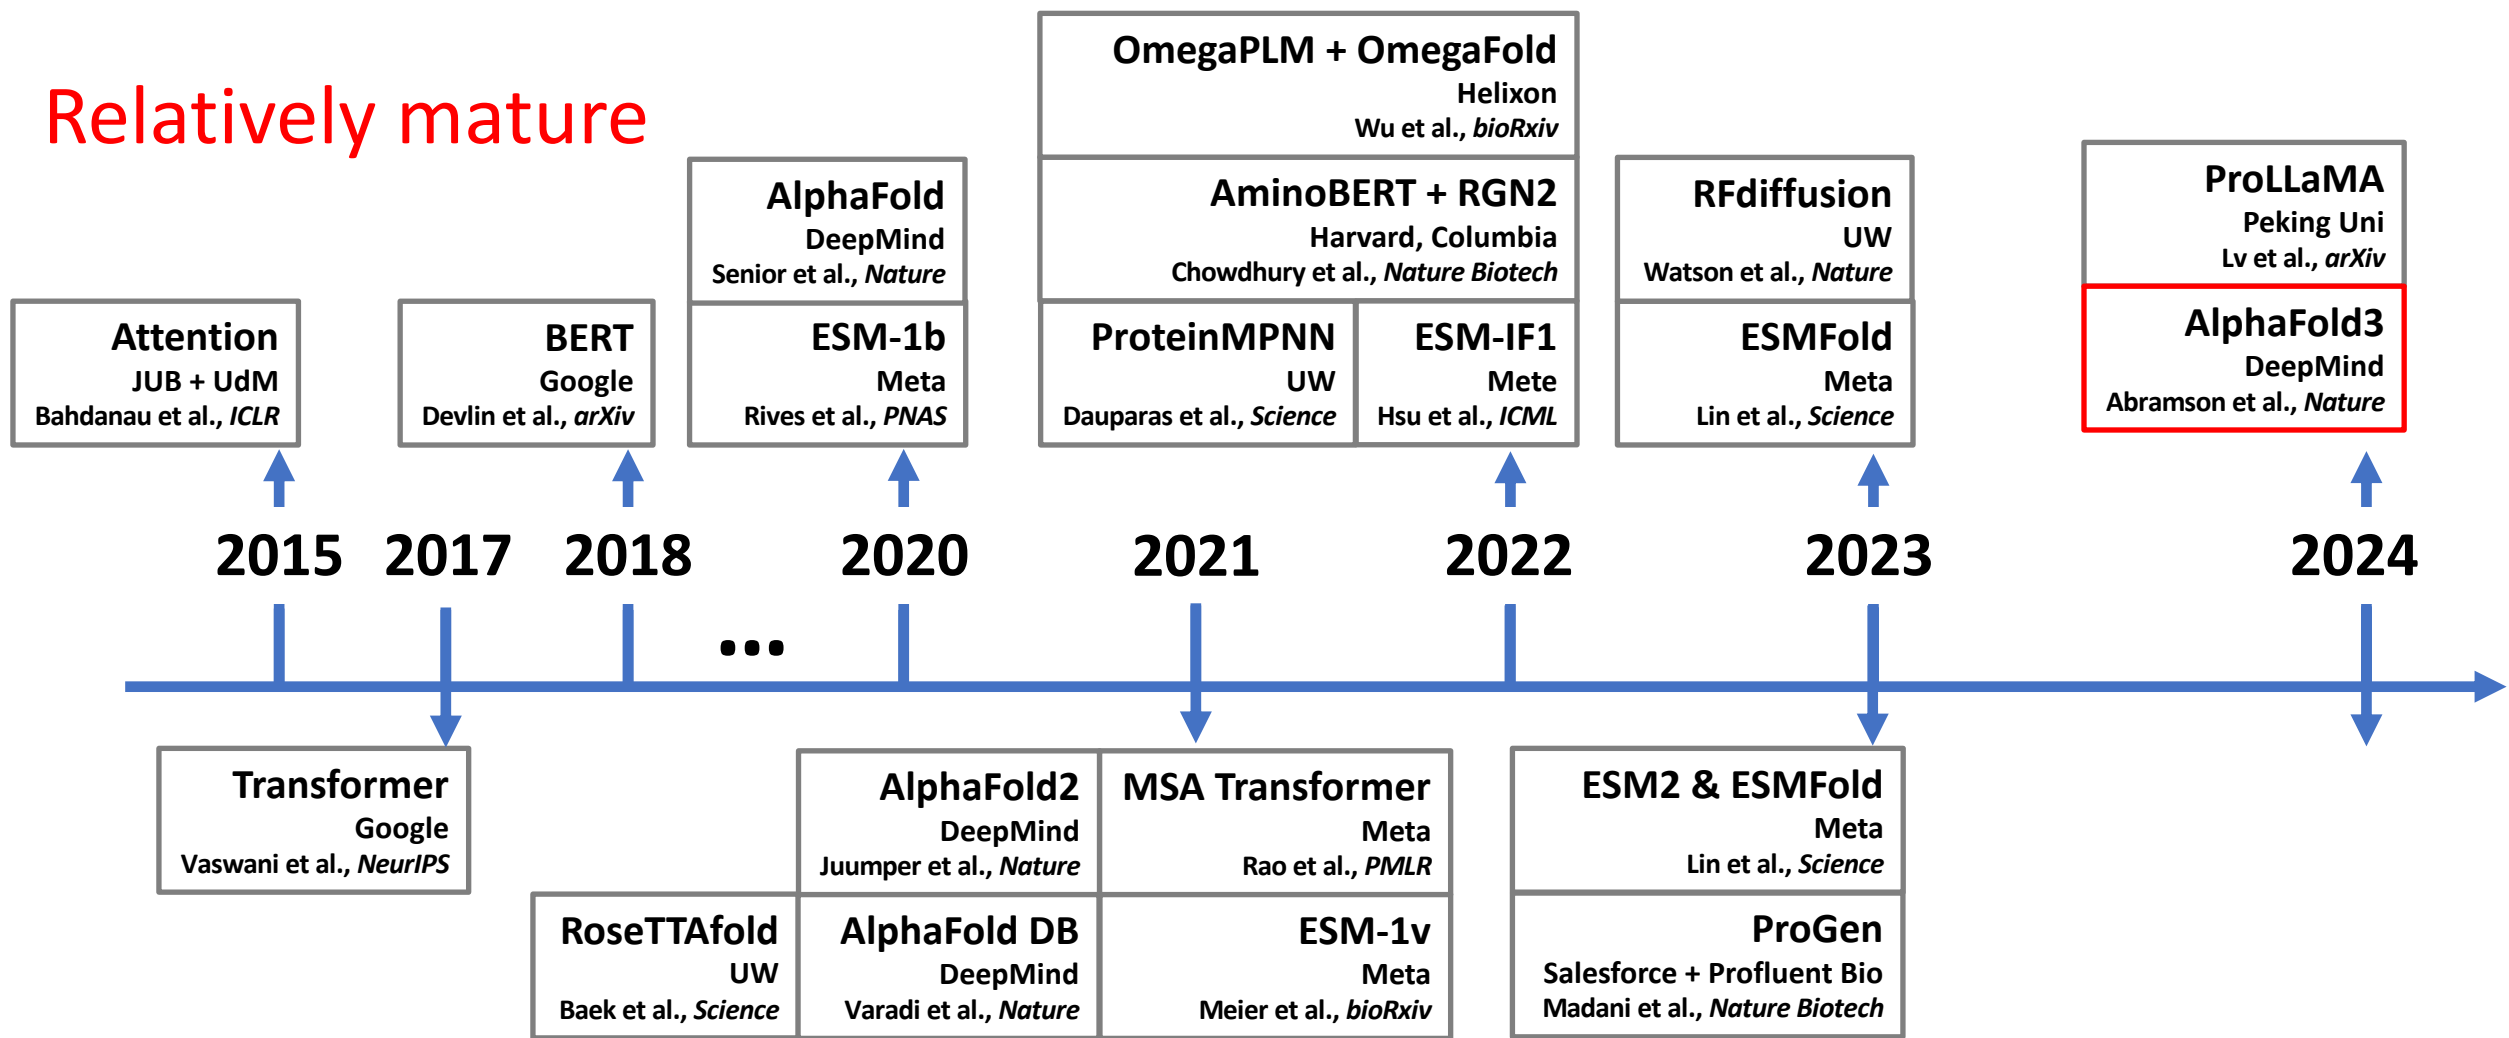 Relatively mature
OmegaPLM + OmegaFold
Helixon
Wu et al., bioRxiv
AlphaFold
DeepMind
Senior et al., Nature
AminoBERT + RGN2
Harvard, Columbia
Chowdhury et al., Nature Biotech
RFdiffusion
UW
Watson et al., Nature
ProLLaMA
Peking Uni
Lv et al., arXiv
Attention
JUB + UdM
Bahdanau et al., ICLR
BERT
Google
Devlin et al., arXiv
ESM-1b
Meta
Rives et al., PNAS
ProteinMPNN
UW
Dauparas et al., Science
ESM-IF1
Mete
Hsu et al., ICML
ESMFold
Meta
Lin et al., Science
AlphaFold3
DeepMind
Abramson et al., Nature
2015
2017
2018
2020
2021
2022
2023
2024
...
Transformer
Google
Vaswani et al., NeurIPS
AlphaFold2
DeepMind
Juumper et al., Nature
MSA Transformer
Meta
Rao et al., PMLR
ESM2 & ESMFold
Meta
Lin et al., Science
RoseTTAfold
UW
Baek et al., Science
AlphaFold DB
DeepMind
Varadi et al., Nature
ESM-1v
Meta
Meier et al., bioRxiv
ProGen
Salesforce + Profluent Bio
Madani et al., Nature Biotech